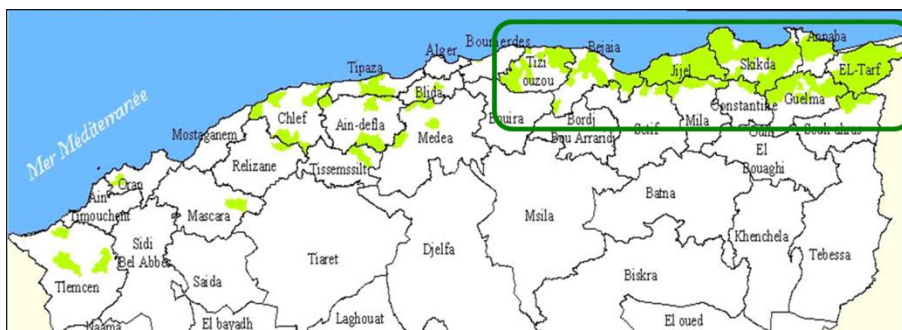 Mer Méditerranée
Alger
Boumerdes
Tizi
ouzou
Bejaia
Jijel
Skikda
Annaba
EL-Tarf
Tipaza
Blida
Bouira
Constantine
Guelma
Mostaganem
Chlef
Ain-defla
Medea
Bordj
Bou Arrand
Setif
Mila
Oum
El
Bouaghi
Souk-ahras
Oran
Ain
Timouchent
Relizane
Tissemssilt
Mascara
Sidi
Bel Abbes
Saida
Tiaret
Djelfa
Msila
Batna
Khenchela
Tebessa
Tlemcen
Biskra
Naama
El bayadh
Laghouat
El oued